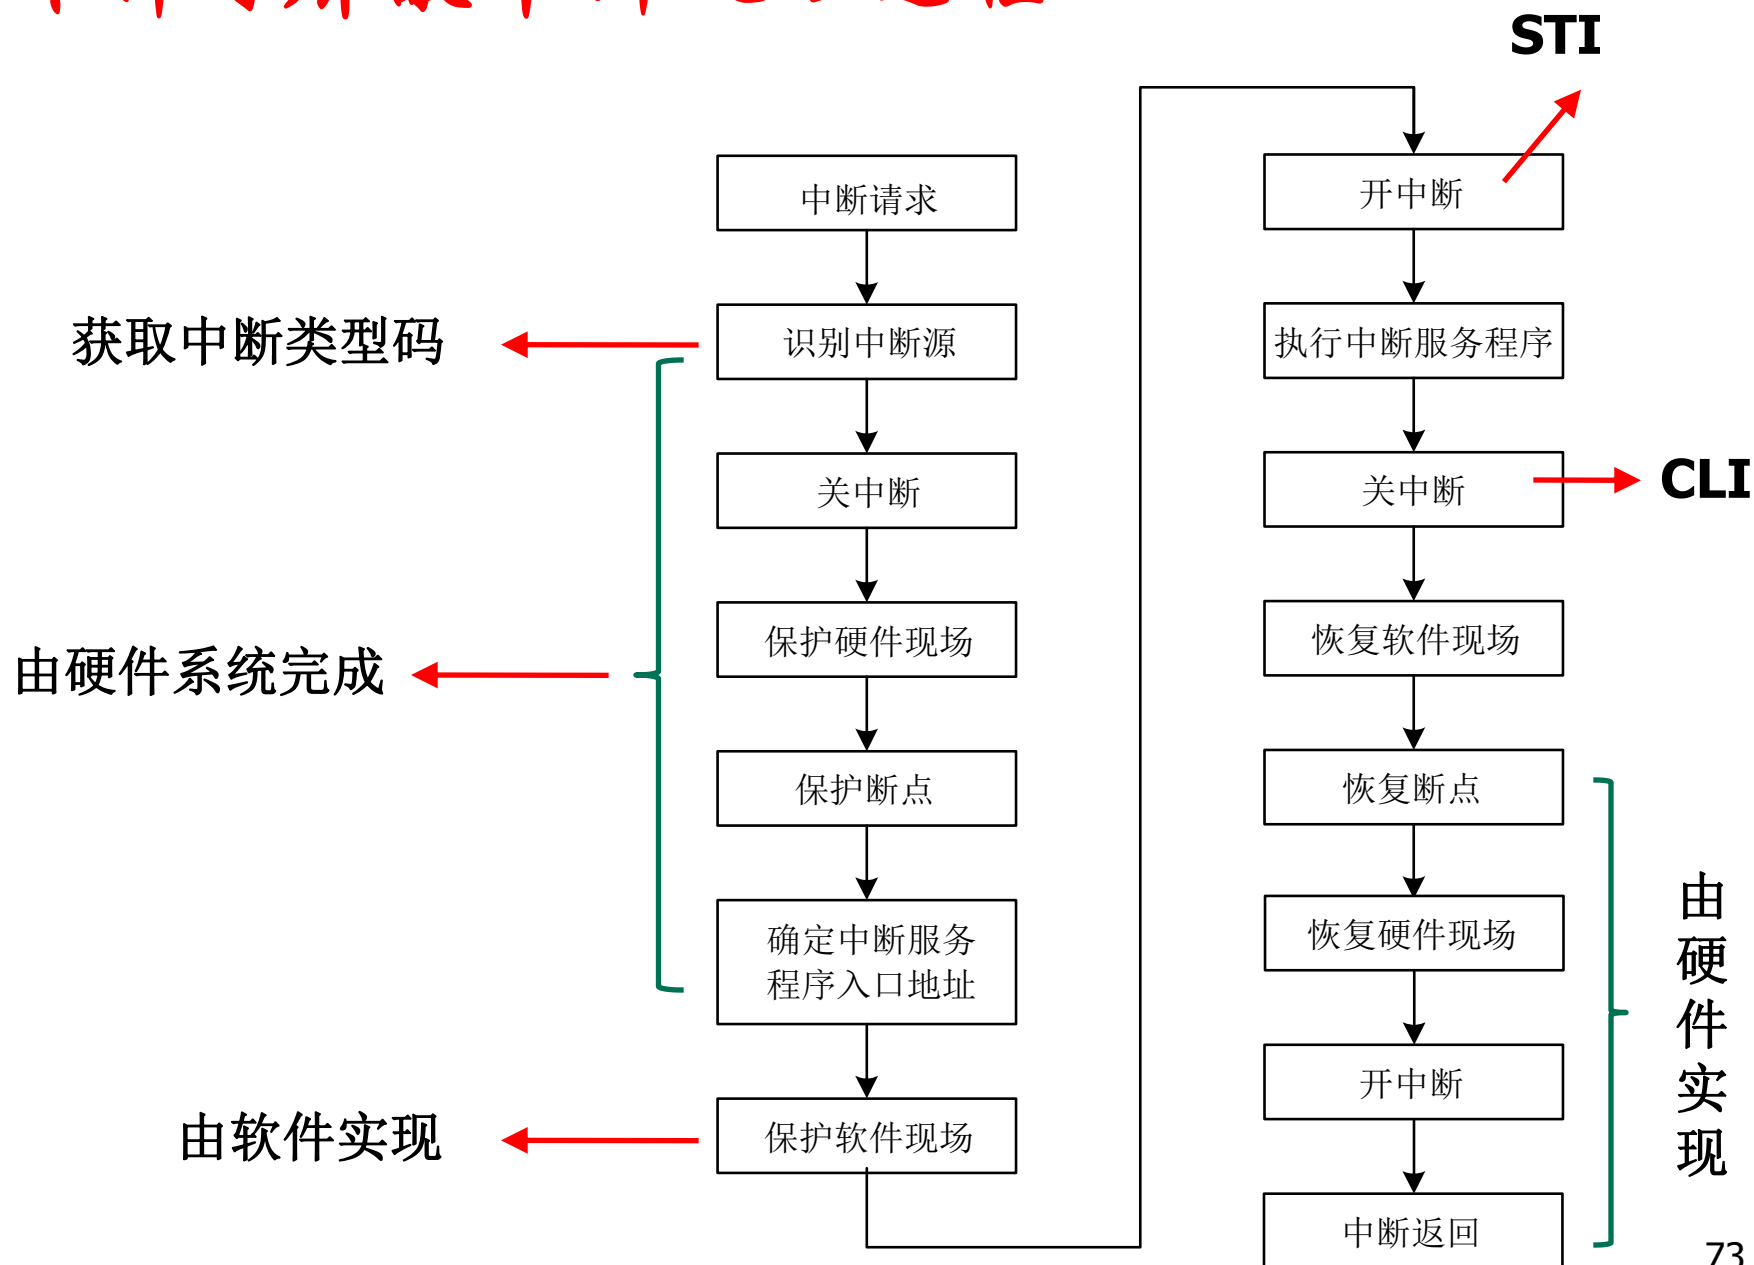 STI
中断请求
识别中断源
获取中断类型码
关中断
保护硬件现场
由硬件系统完成
保护断点
确定中断服务
程序入口地址
保护软件现场
由软件实现
开中断
执行中断服务程序
关中断
CLI
恢复软件现场
恢复断点
恢复硬件现场
开中断
中断返回
由
硬
件
实
现
73